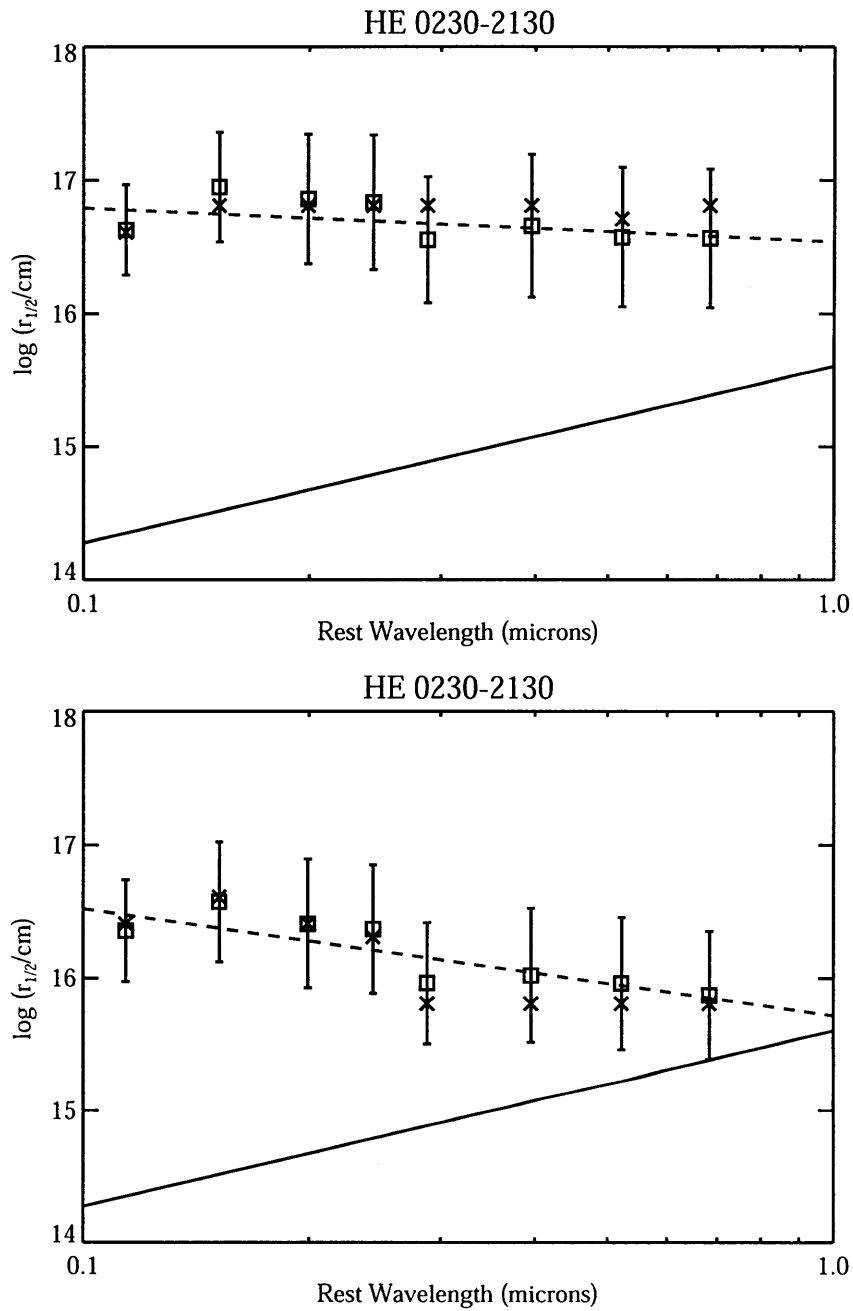 HE 0230-2130
18
17
16
15
14
log (r1/2/cm)
0.1
1.0
Rest Wavelength (microns)
HE 0230-2130
18
17
16
15
14
log (r1/2/cm)
0.1
1.0
Rest Wavelength (microns)